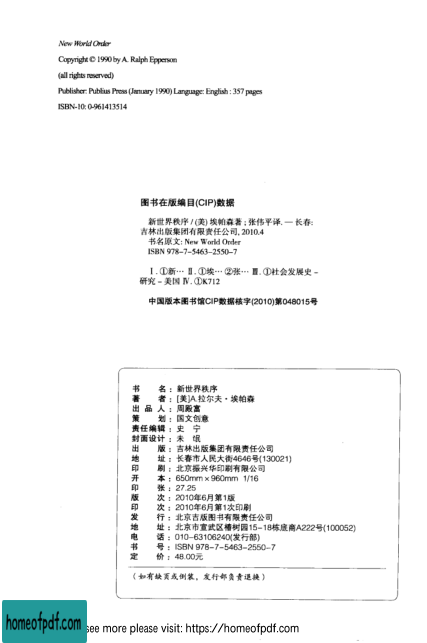 New World Order
Copyright © 1990 by A. Ralph Epperson
(all rights reserved)
Publisher: Publius Press (January 1990) Language: English : 357 pages
ISBN-10: 0-961413514
图书在版编目(CIP)数据
新世界秩序 / (美) 埃帕森著 ; 张伟平译. — 长春:
吉林出版集团有限责任公司, 2010.4
书名原文: New World Order
ISBN 978-7-5463-2550-7
Ⅰ. ①新… Ⅱ. ①埃… ②张… Ⅲ. ①社会发展史 –
研究 – 美国 Ⅳ. ①K712
中国版本图书馆CIP数据核字(2010)第048015号
书 名 : 新世界秩序
著 者 : [美]A.拉尔夫·埃帕森
出 品 人 : 周殿富
策 划 : 国文创意
责任编辑 : 史 宁
封面设计 : 未 氓
出 版 : 吉林出版集团有限责任公司
地 址 : 长春市人民大街4646号(130021)
印 刷 : 北京振兴华印刷有限公司
开 本 : 650mm × 960mm 1/16
印 张 : 27.25
版 次 : 2010年6月第1版
印 次 : 2010年6月第1次印刷
发 行 : 北京吉版图书有限责任公司
地 址 : 北京市宣武区椿树园15-18栋底商A222号(100052)
电 话 : 010-63106240(发行部)
书 号 : ISBN 978-7-5463-2550-7
定 价 : 48.00元
(如有缺页或倒装, 发行部负责退换)
homeofpdf.com
see more please visit: https://homeofpdf.com